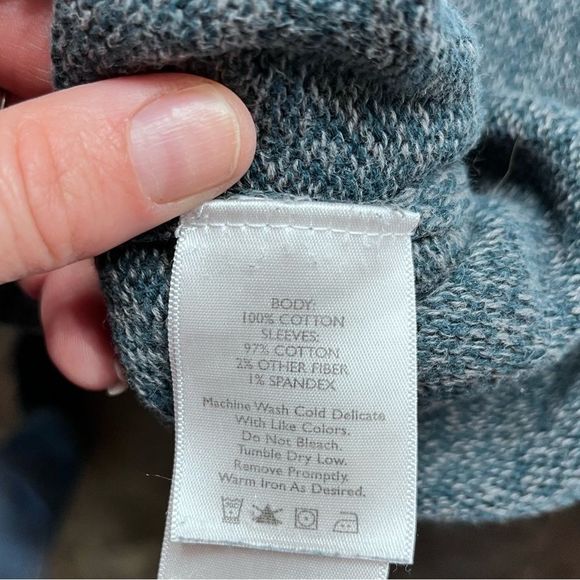 BODY:
100% COTTON
SLEEVES:
97% COTTON
2% OTHER FIBER
1% SPANDEX
Machine Wash Cold Delicate
With Like Colors.
Do Not Bleach.
Tumble Dry Low.
Remove Promptly.
Warm Iron As Desired.